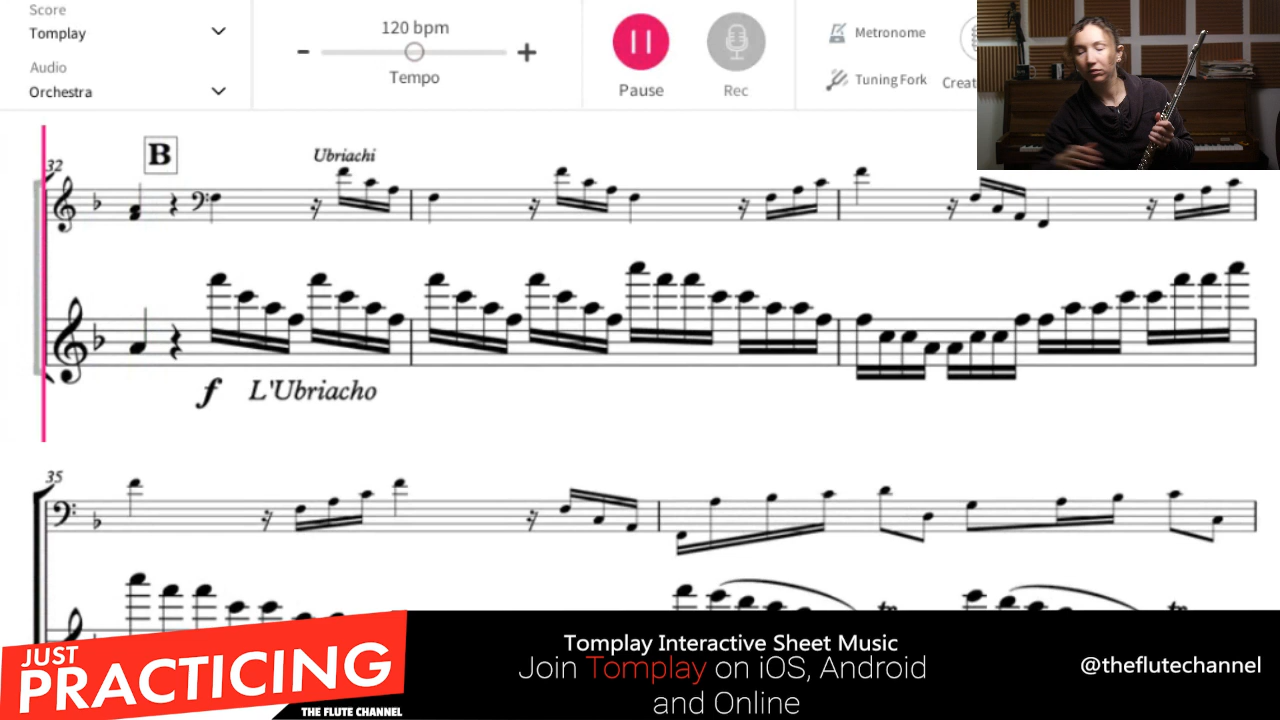 Score
Tomplay
Audio
Orchestra
120 bpm
Tempo
Pause
Rec
Metronome
Tuning Fork
Creat
32
B
Ubriachi
f L'Ubriacho
35
tr
tr
JUST
PRACTICING
THE FLUTE CHANNEL
Tomplay Interactive Sheet Music
Join Tomplay on iOS, Android
and Online
@theflutechannel